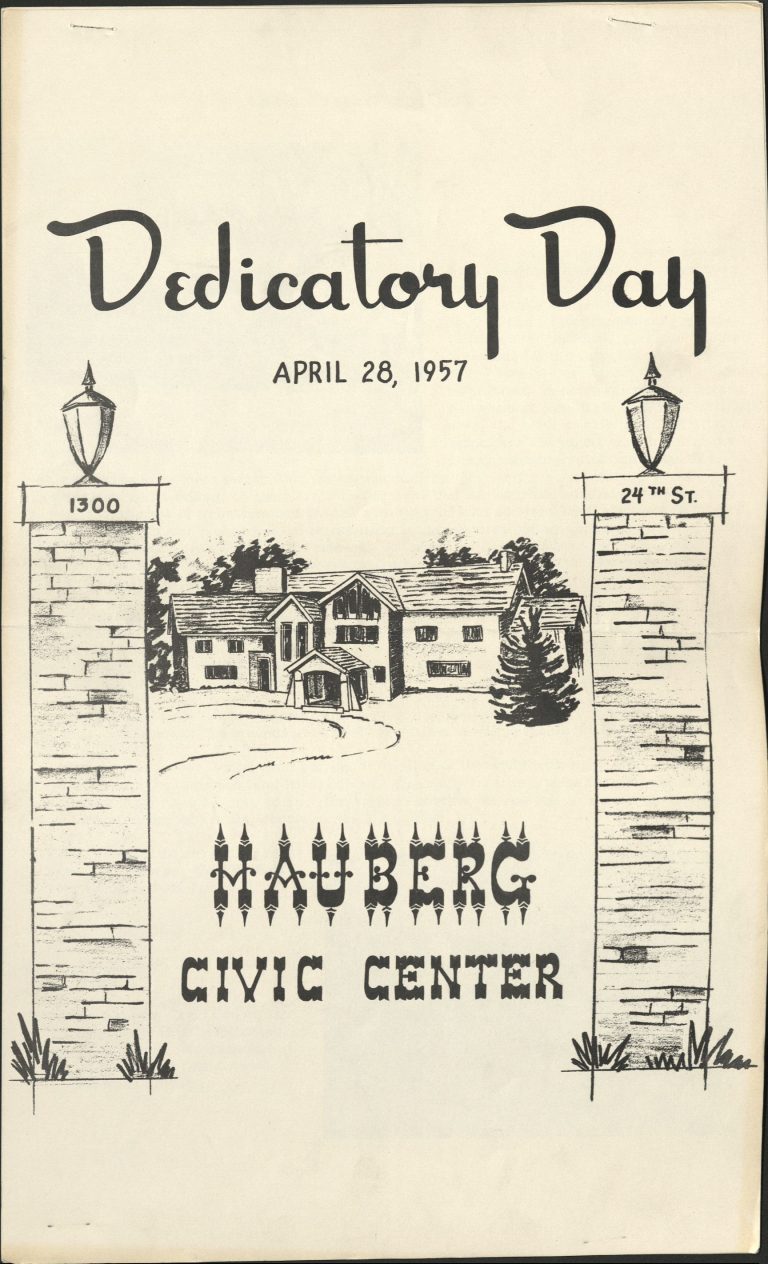 Dedicatory Day
APRIL 28, 1957
1300
24TH ST.
HAUBERG
CIVIC CENTER